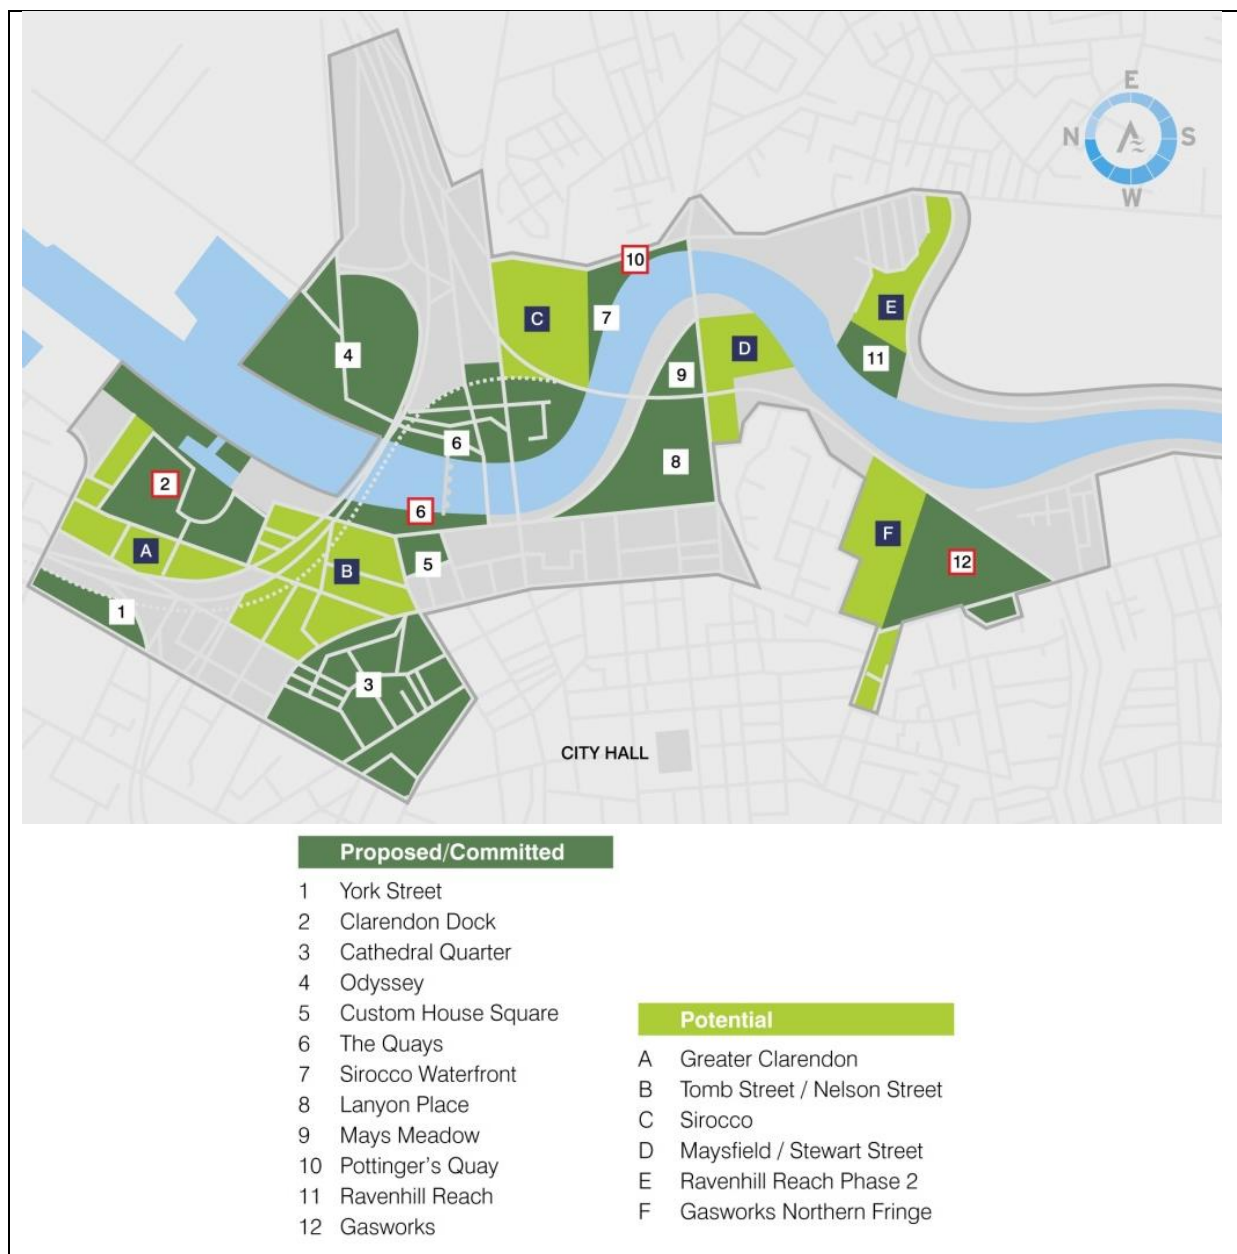 E
N
S
W
10
C
7
E
4
D
11
9
6
8
2
6
F
A
5
12
B
1
3
CITY HALL
Proposed/Committed
1 York Street
2 Clarendon Dock
3 Cathedral Quarter
4 Odyssey
5 Custom House Square
6 The Quays
7 Sirocco Waterfront
8 Lanyon Place
9 Mays Meadow
10 Pottinger's Quay
11 Ravenhill Reach
12 Gasworks
Potential
A Greater Clarendon
B Tomb Street / Nelson Street
C Sirocco
D Maysfield / Stewart Street
E Ravenhill Reach Phase 2
F Gasworks Northern Fringe